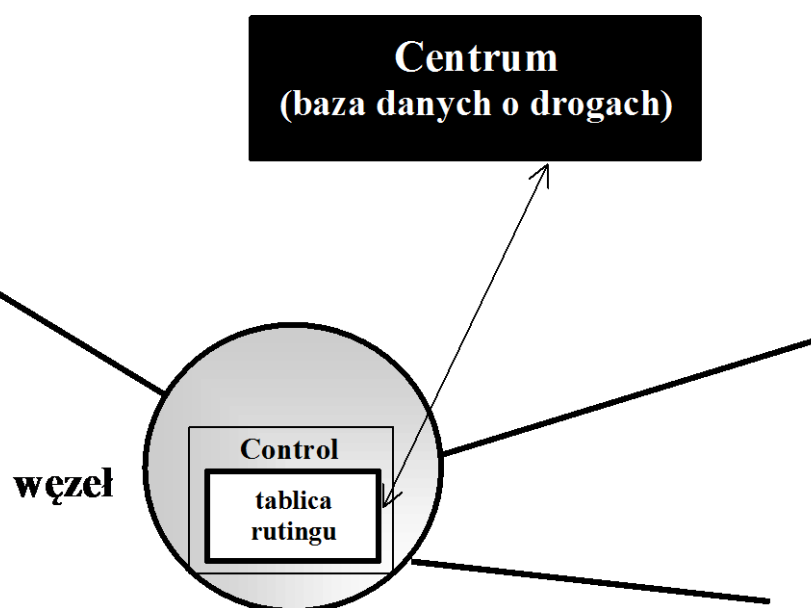 Centrum
(baza danych o drogach)
Control
węzeł
tablica
rutingu